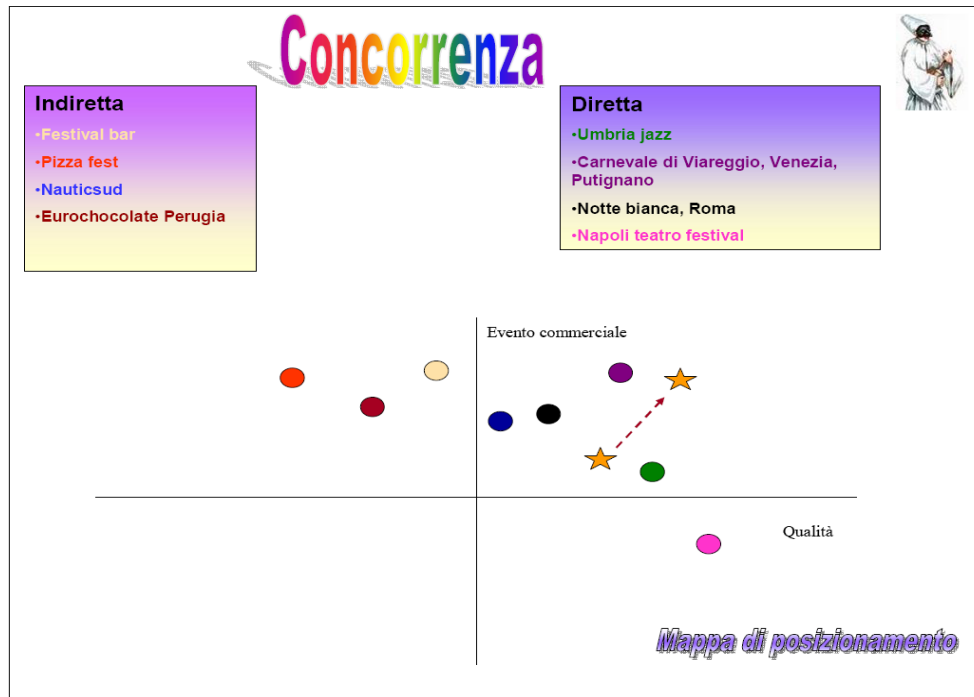 Concorrenza
Indiretta
•Festival bar
•Pizza fest
•Nauticsud
•Eurochocolate Perugia
Diretta
•Umbria jazz
•Carnevale di Viareggio, Venezia,
Putignano
•Notte bianca, Roma
•Napoli teatro festival
Evento commerciale
Qualità
Mappa di posizionamento